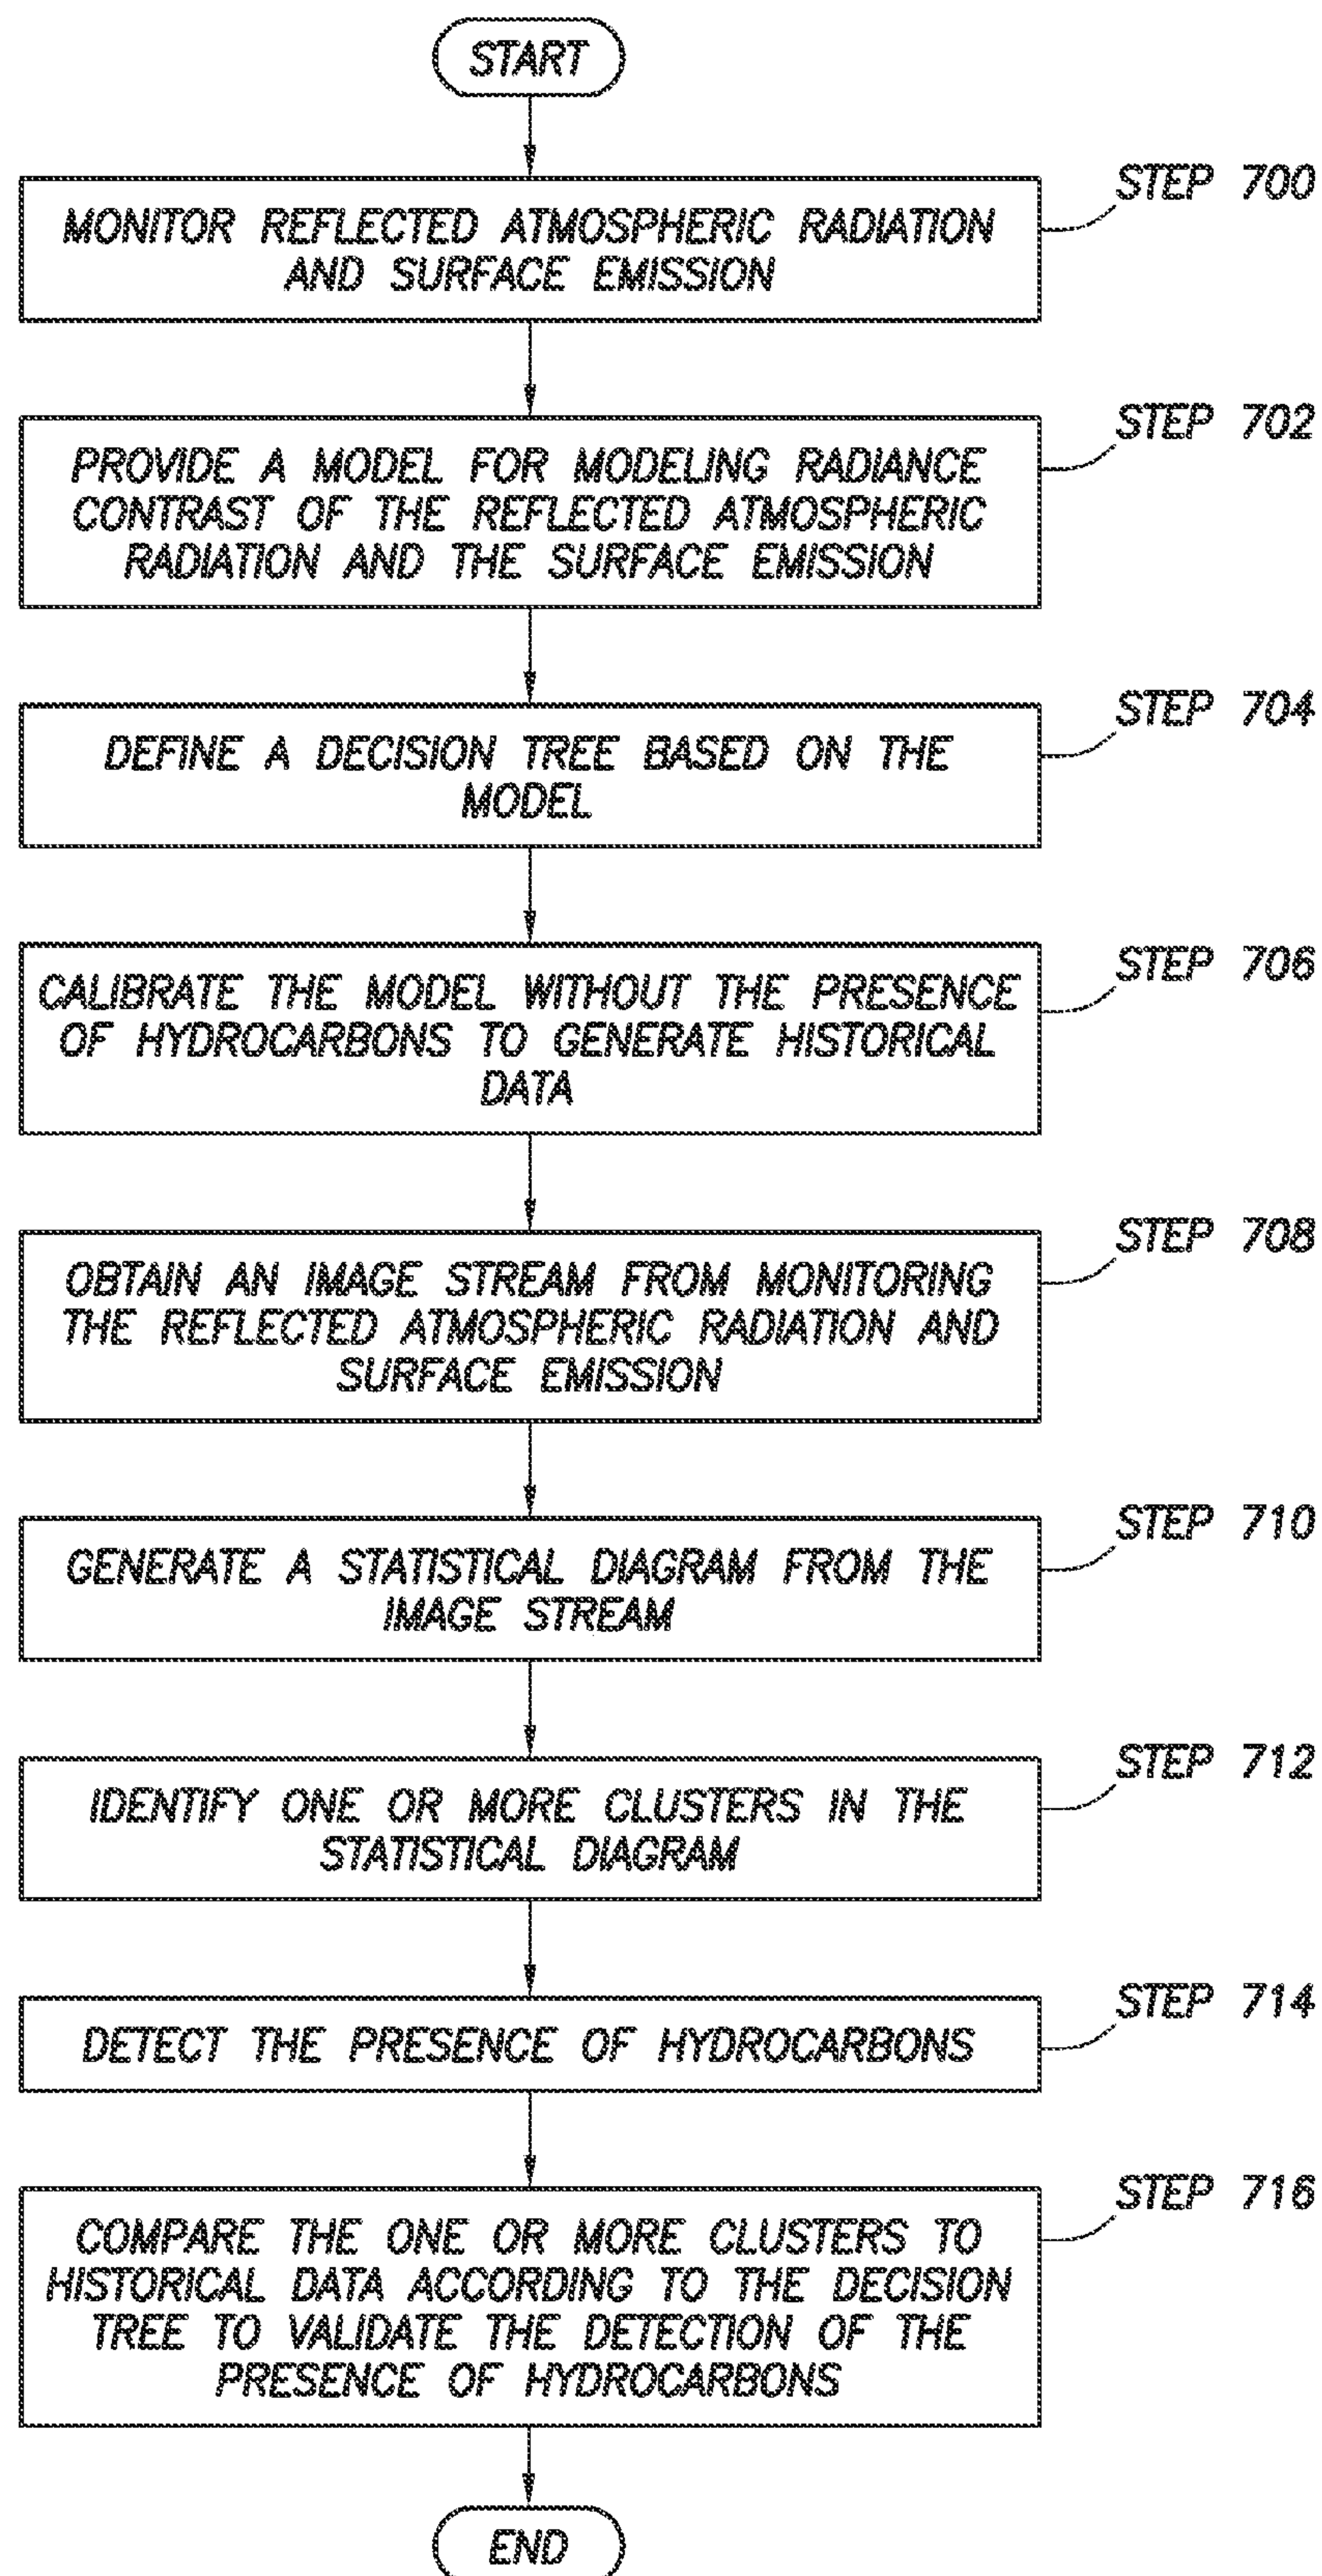 START
STEP 700
MONITOR REFLECTED ATMOSPHERIC RADIATION
AND SURFACE EMISSION
STEP 702
PROVIDE A MODEL FOR MODELING RADIANCE
CONTRAST OF THE REFLECTED ATMOSPHERIC
RADIATION AND THE SURFACE EMISSION
STEP 704
DEFINE A DECISION TREE BASED ON THE
MODEL
STEP 706
CALIBRATE THE MODEL WITHOUT THE PRESENCE
OF HYDROCARBONS TO GENERATE HISTORICAL
DATA
STEP 708
OBTAIN AN IMAGE STREAM FROM MONITORING
THE REFLECTED ATMOSPHERIC RADIATION AND
SURFACE EMISSION
STEP 710
GENERATE A STATISTICAL DIAGRAM FROM THE
IMAGE STREAM
STEP 712
IDENTIFY ONE OR MORE CLUSTERS IN THE
STATISTICAL DIAGRAM
STEP 714
DETECT THE PRESENCE OF HYDROCARBONS
STEP 716
COMPARE THE ONE OR MORE CLUSTERS TO
HISTORICAL DATA ACCORDING TO THE DECISION
TREE TO VALIDATE THE DETECTION OF THE
PRESENCE OF HYDROCARBONS
END